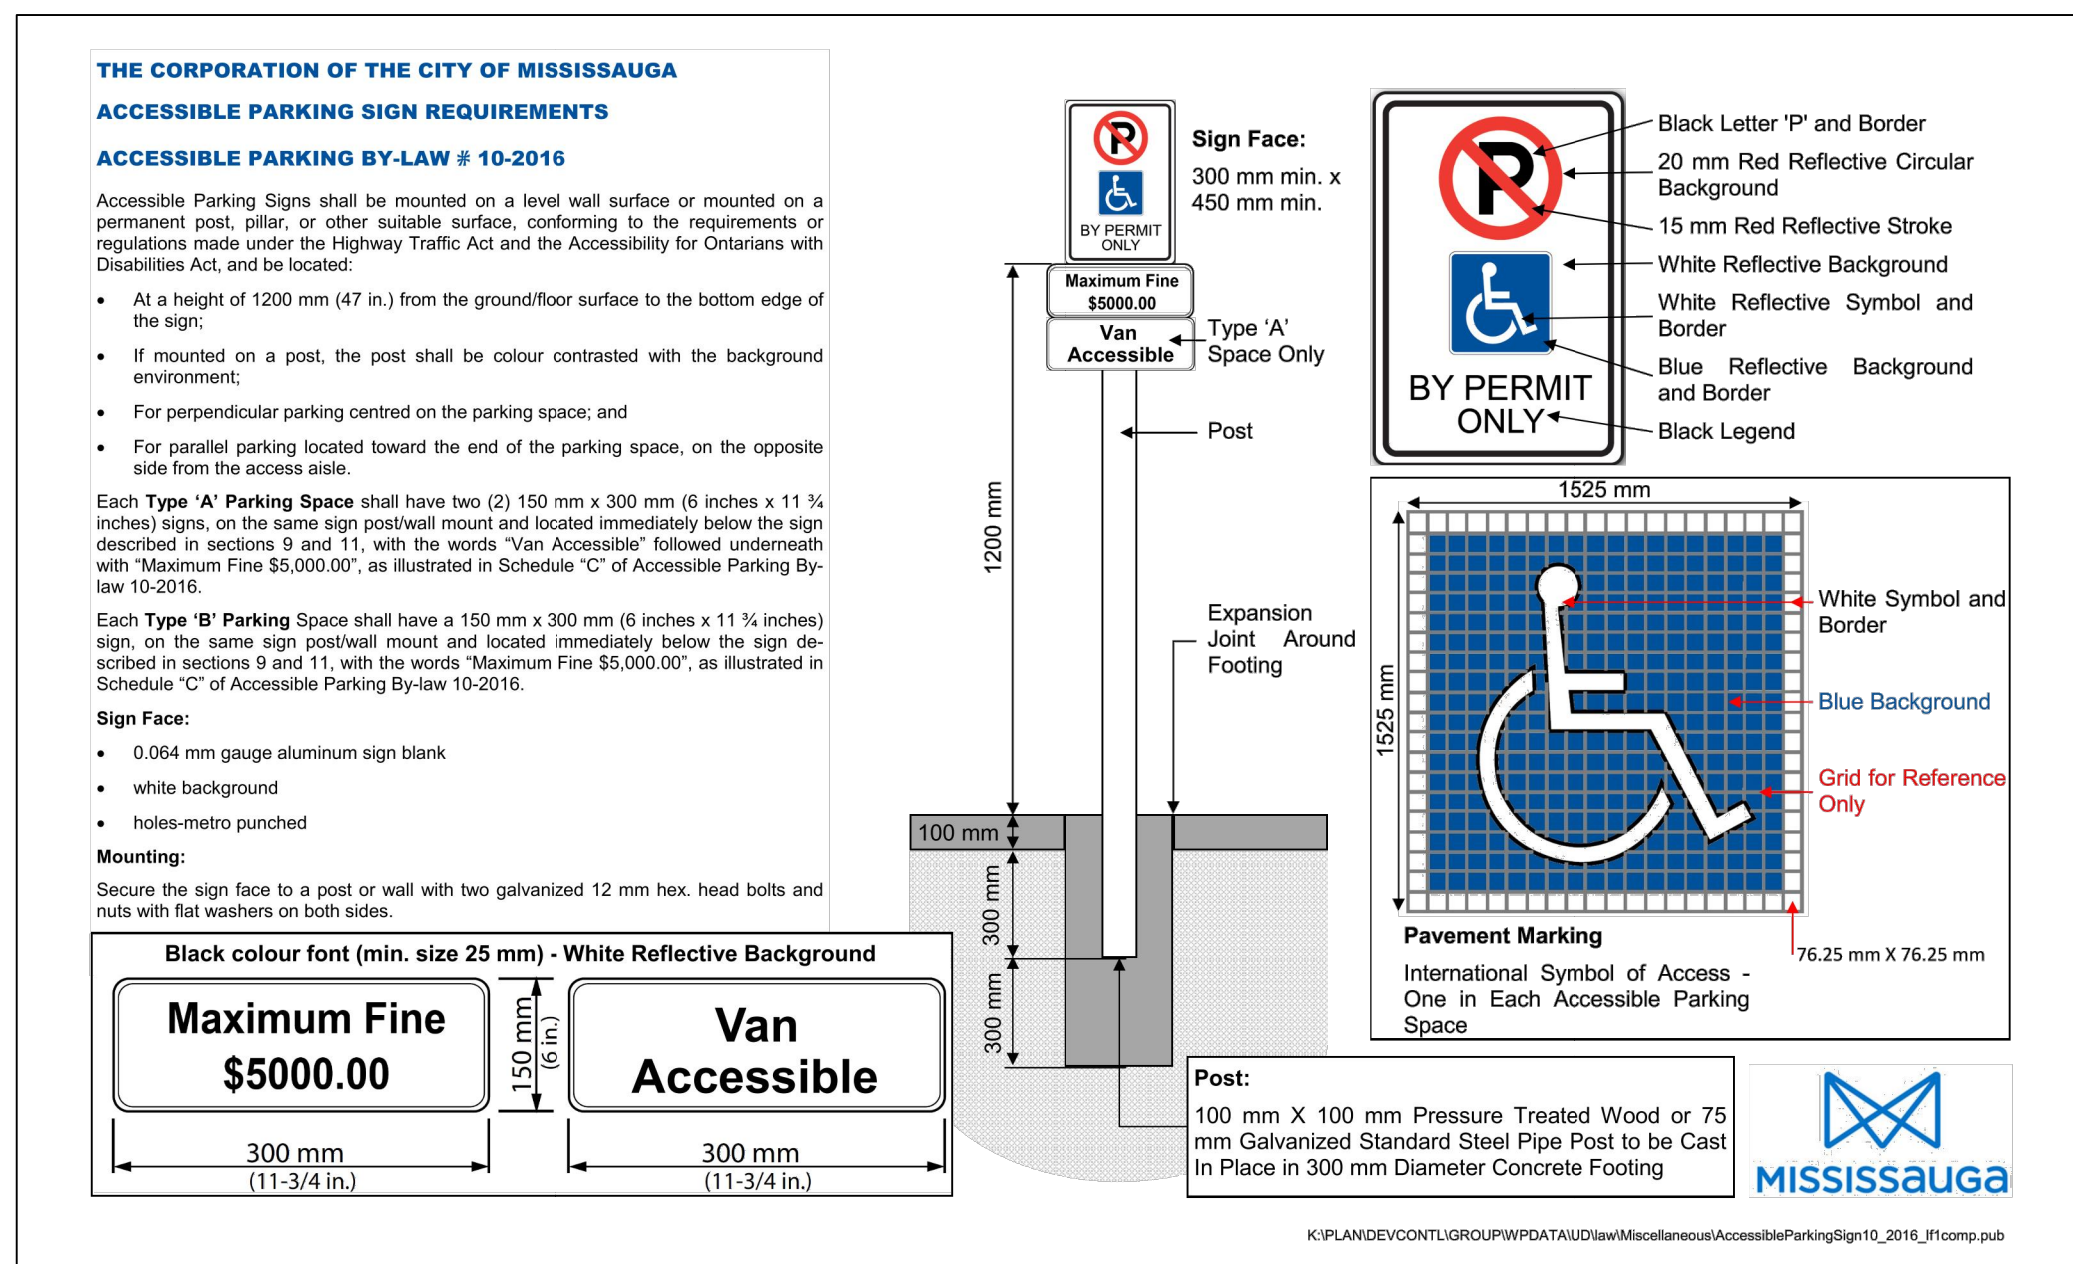 THE CORPORATION OF THE CITY OF MISSISSAUGA
ACCESSIBLE PARKING SIGN REQUIREMENTS
ACCESSIBLE PARKING BY-LAW # 10-2016
Accessible Parking Signs shall be mounted on a level wall surface or mounted on a
permanent post, pillar, or other suitable surface, conforming to the requirements or
regulations made under the Highway Traffic Act and the Accessibility for Ontarians with
Disabilities Act, and be located:
• At a height of 1200 mm (47 in.) from the ground/floor surface to the bottom edge of
the sign;
• If mounted on a post, the post shall be colour contrasted with the background
environment;
• For perpendicular parking centred on the parking space; and
• For parallel parking located toward the end of the parking space, on the opposite
side from the access aisle.
Each Type ‘A’ Parking Space shall have two (2) 150 mm x 300 mm (6 inches x 11 ¾
inches) signs, on the same sign post/wall mount and located immediately below the sign
described in sections 9 and 11, with the words “Van Accessible” followed underneath
with “Maximum Fine $5,000.00”, as illustrated in Schedule “C” of Accessible Parking By-
law 10-2016.
Each Type ‘B’ Parking Space shall have a 150 mm x 300 mm (6 inches x 11 ¾ inches)
sign, on the same sign post/wall mount and located immediately below the sign de-
scribed in sections 9 and 11, with the words “Maximum Fine $5,000.00”, as illustrated in
Schedule “C” of Accessible Parking By-law 10-2016.
Sign Face:
• 0.064 mm gauge aluminum sign blank
• white background
• holes-metro punched
Mounting:
Secure the sign face to a post or wall with two galvanized 12 mm hex. head bolts and
nuts with flat washers on both sides.
Black colour font (min. size 25 mm) - White Reflective Background
Maximum Fine
$5000.00
150 mm
(6 in.)
Van
Accessible
300 mm
(11-3/4 in.)
300 mm
(11-3/4 in.)
P
BY PERMIT
ONLY
Sign Face:
300 mm min. x
450 mm min.
Maximum Fine
$5000.00
Van
Accessible
Type ‘A’
Space Only
Post
1200 mm
Expansion
Joint Around
Footing
100 mm
300 mm
300 mm
Post:
100 mm X 100 mm Pressure Treated Wood or 75
mm Galvanized Standard Steel Pipe Post to be Cast
In Place in 300 mm Diameter Concrete Footing
P
BY PERMIT
ONLY
Black Letter 'P' and Border
20 mm Red Reflective Circular
Background
15 mm Red Reflective Stroke
White Reflective Background
White Reflective Symbol and
Border
Blue Reflective Background
and Border
Black Legend
1525 mm
1525 mm
White Symbol and
Border
Blue Background
Grid for Reference
Only
76.25 mm X 76.25 mm
Pavement Marking
International Symbol of Access -
One in Each Accessible Parking
Space
MISSISSauGa
K:\PLAN\DEVCONTL\GROUP\WPDATA\UD\law\Miscellaneous\AccessibleParkingSign10_2016_lf1comp.pub